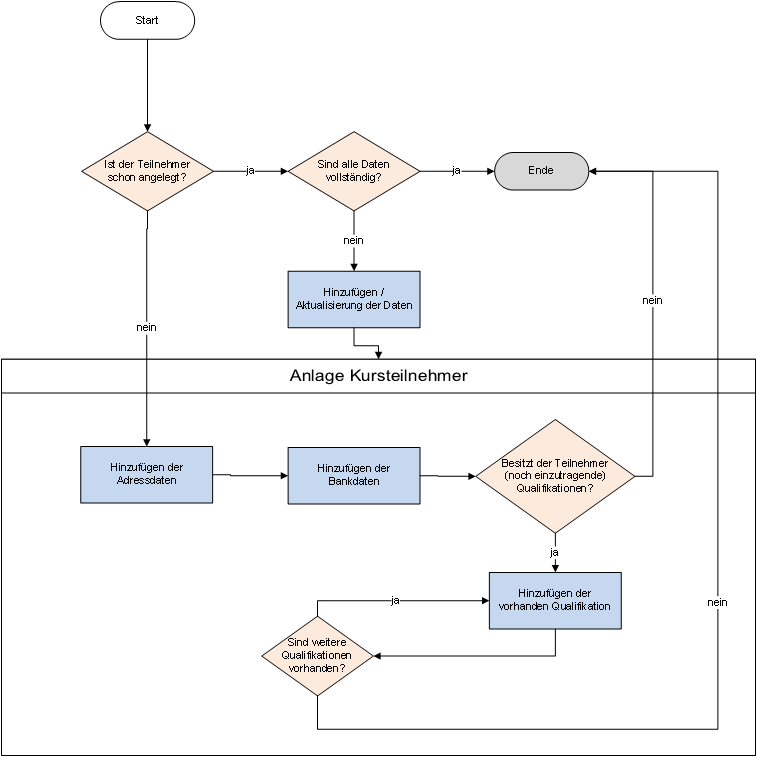 Start
Ist der Teilnehmer
schon angelegt?
ja
Sind alle Daten
vollständig?
ja
Ende
nein
Hinzufügen /
Aktualisierung der Daten
nein
nein
Anlage Kursteilnehmer
Hinzufügen der
Adressdaten
Hinzufügen der
Bankdaten
Besitzt der Teilnehmer
(noch einzutragende)
Qualifikationen?
ja
Hinzufügen der
vorhanden Qualifikation
ja
nein
Sind weitere
Qualifikationen
vorhanden?